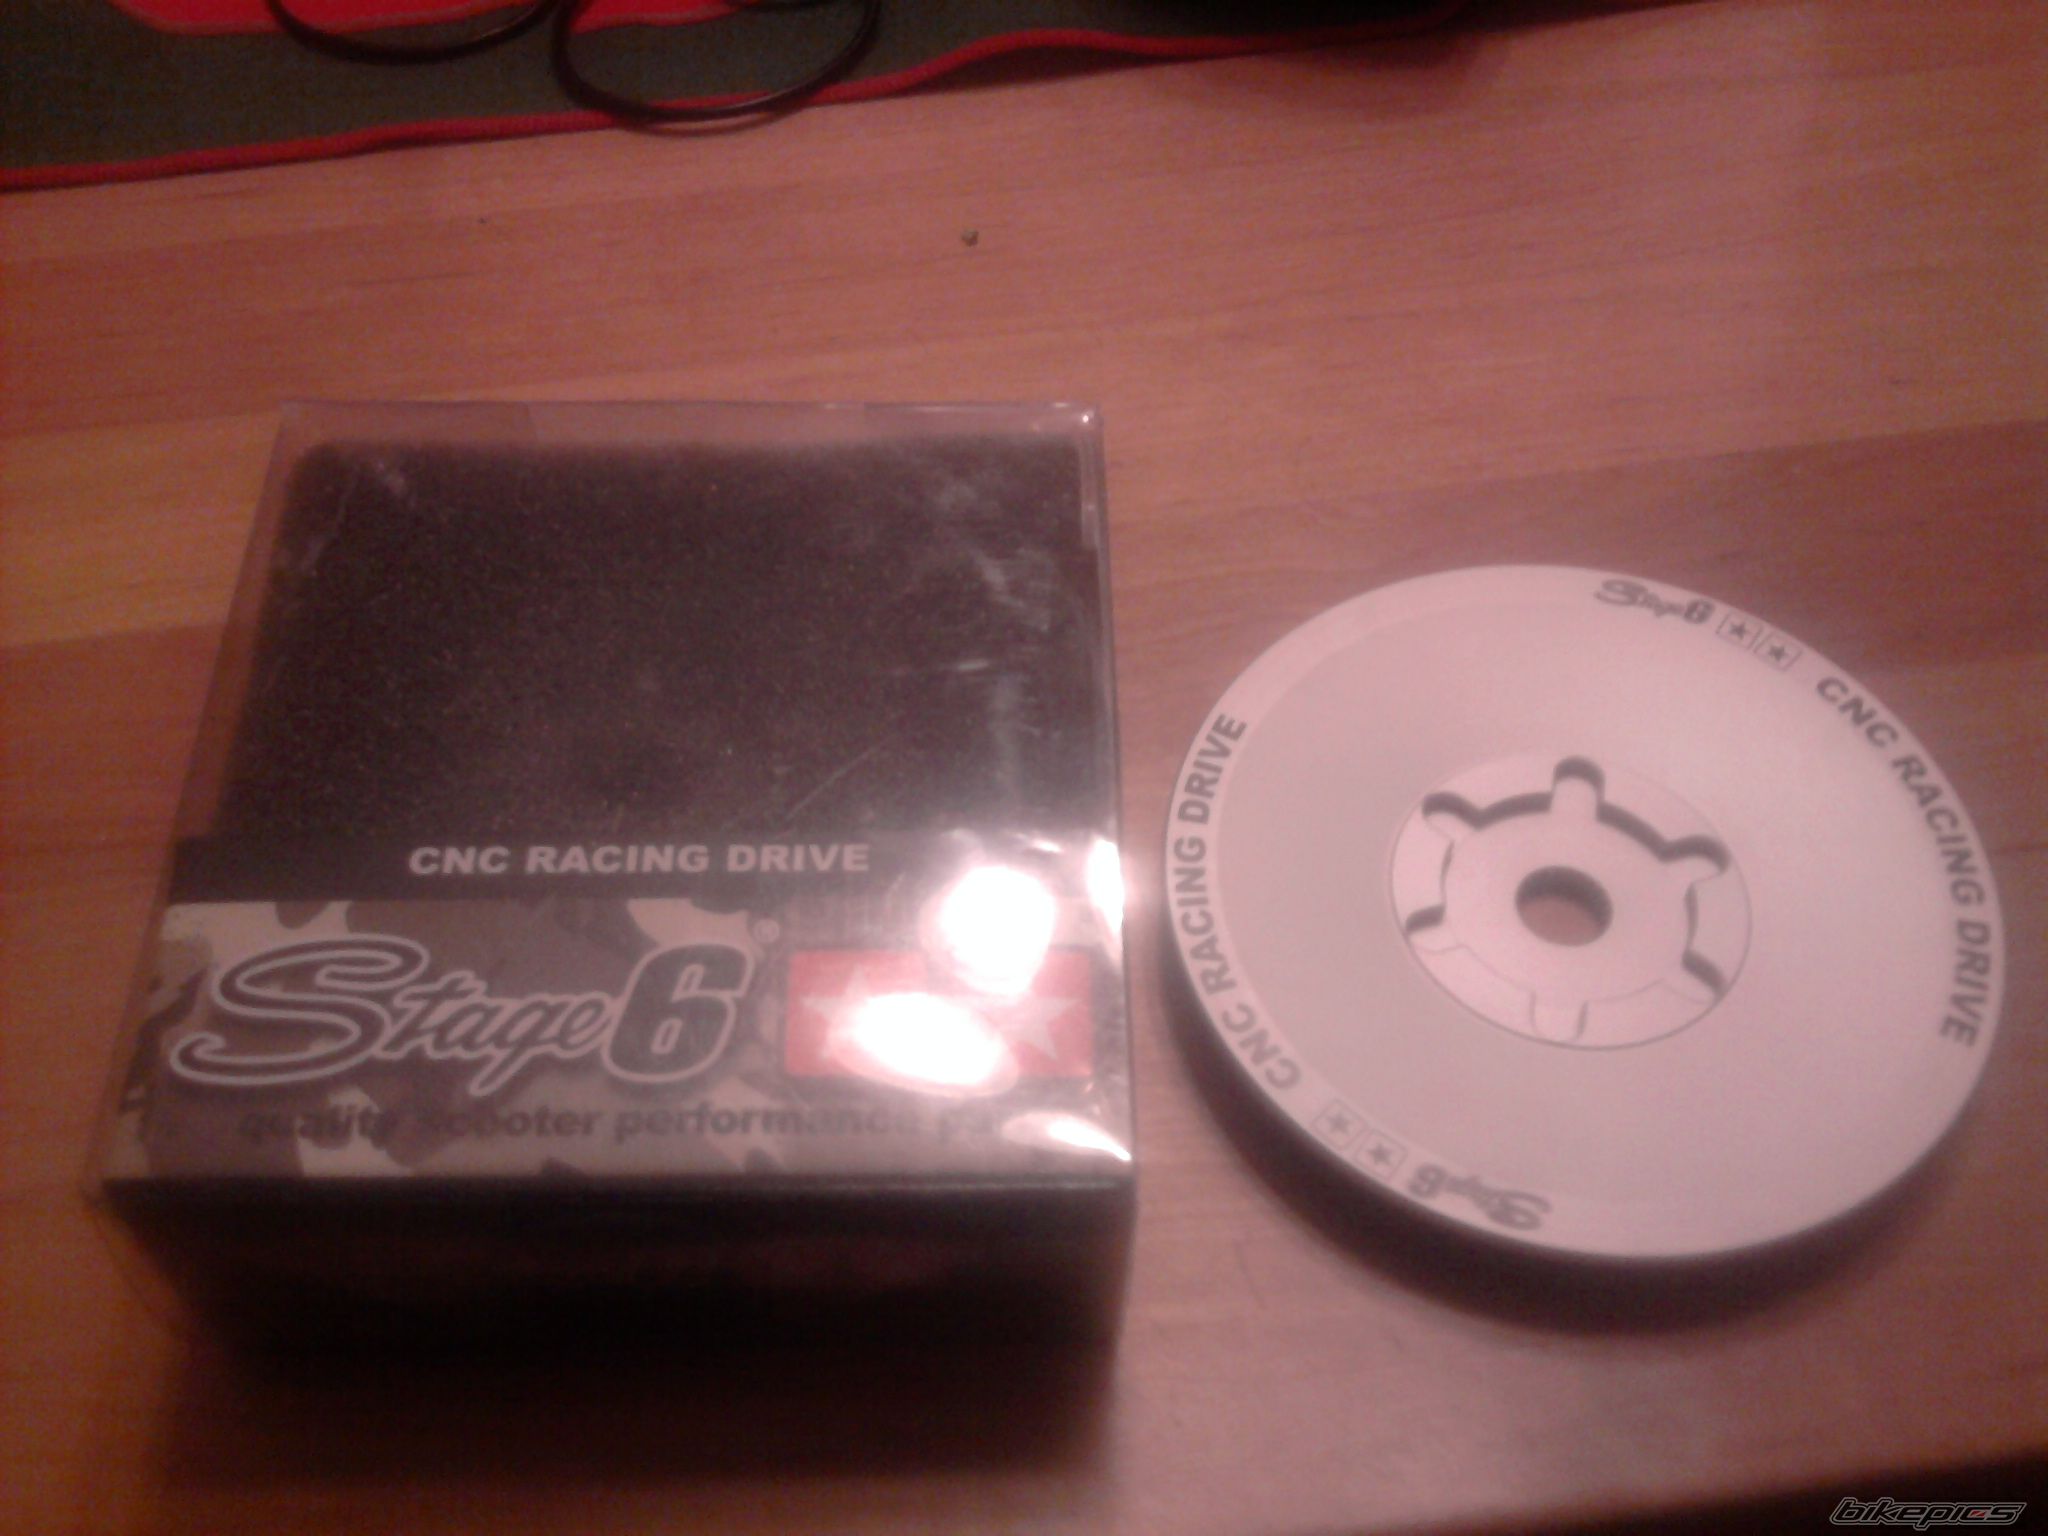 CNC RACING DRIVE
Stage6®
quality scooter performance
Stage6
CNC RACING DRIVE
CNC RACING DRIVE
Stage6
bikepics